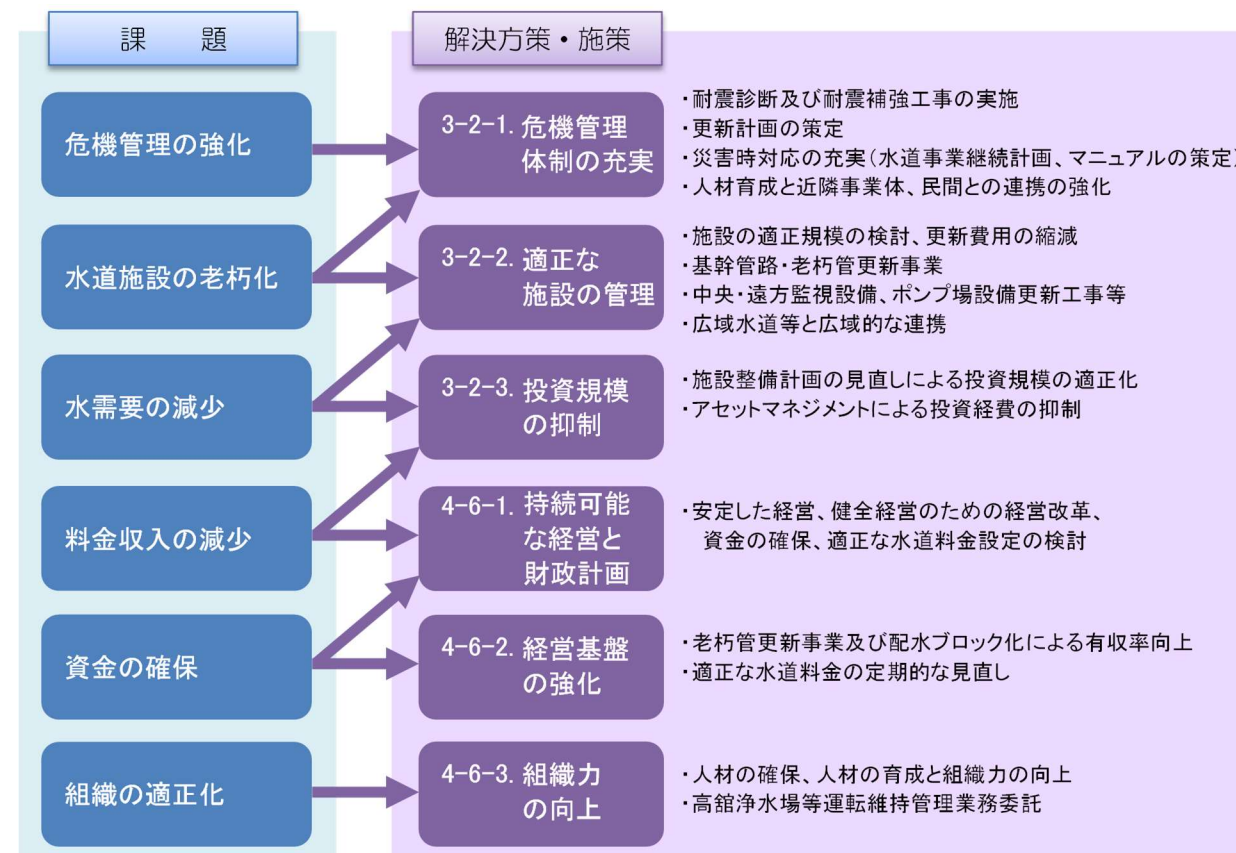 課　題
解決方策・施策
危機管理の強化
3-2-1. 危機管理
体制の充実
・耐震診断及び耐震補強工事の実施
・更新計画の策定
・災害時対応の充実(水道事業継続計画、マニュアルの策定)
・人材育成と近隣事業体、民間との連携の強化
水道施設の老朽化
3-2-2. 適正な
施設の管理
・施設の適正規模の検討、更新費用の縮減
・基幹管路・老朽管更新事業
・中央・遠方監視設備、ポンプ場設備更新工事等
・広域水道等と広域的な連携
水需要の減少
3-2-3. 投資規模
の抑制
・施設整備計画の見直しによる投資規模の適正化
・アセットマネジメントによる投資経費の抑制
料金収入の減少
4-6-1. 持続可能
な経営と
財政計画
・安定した経営、健全経営のための経営改革、
資金の確保、適正な水道料金設定の検討
資金の確保
4-6-2. 経営基盤
の強化
・老朽管更新事業及び配水ブロック化による有収率向上
・適正な水道料金の定期的な見直し
組織の適正化
4-6-3. 組織力
の向上
・人材の確保、人材の育成と組織力の向上
・高舘浄水場等運転維持管理業務委託